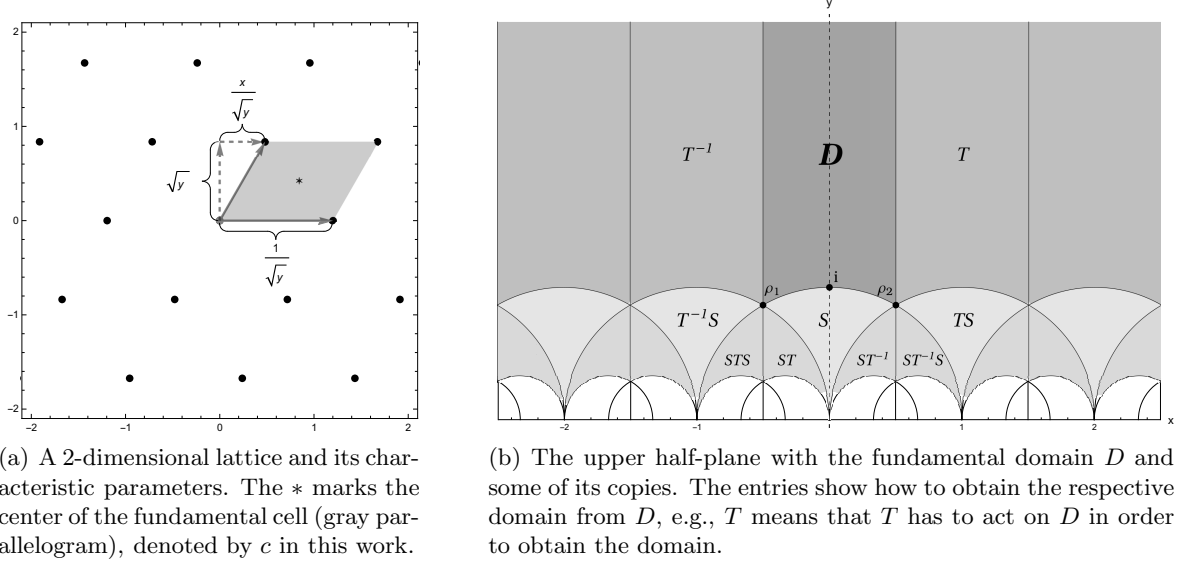 2
1
0
−1
−2
−2
−1
0
1
2
x
√y
√y
1
√y
*
y
T⁻¹
D
T
ρ₁
i
ρ₂
T⁻¹S
S
TS
STS
ST
ST⁻¹
ST⁻¹S
−2
−1
1
2
x
(a) A 2-dimensional lattice and its char-
acteristic parameters. The ∗ marks the
center of the fundamental cell (gray par-
allelogram), denoted by c in this work.
(b) The upper half-plane with the fundamental domain D and
some of its copies. The entries show how to obtain the respective
domain from D, e.g., T means that T has to act on D in order
to obtain the domain.